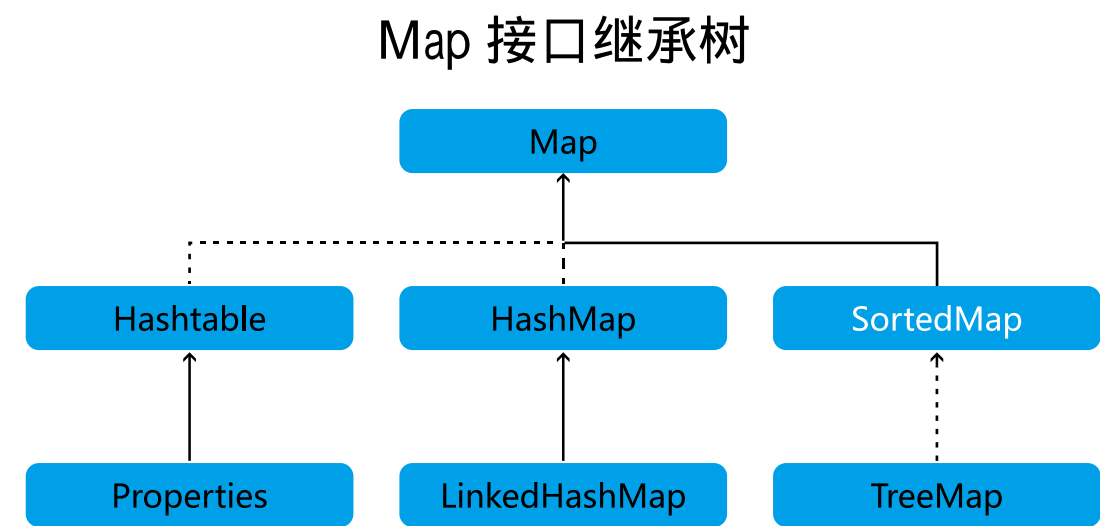 Map 接口继承树
Map
Hashtable
HashMap
SortedMap
Properties
LinkedHashMap
TreeMap